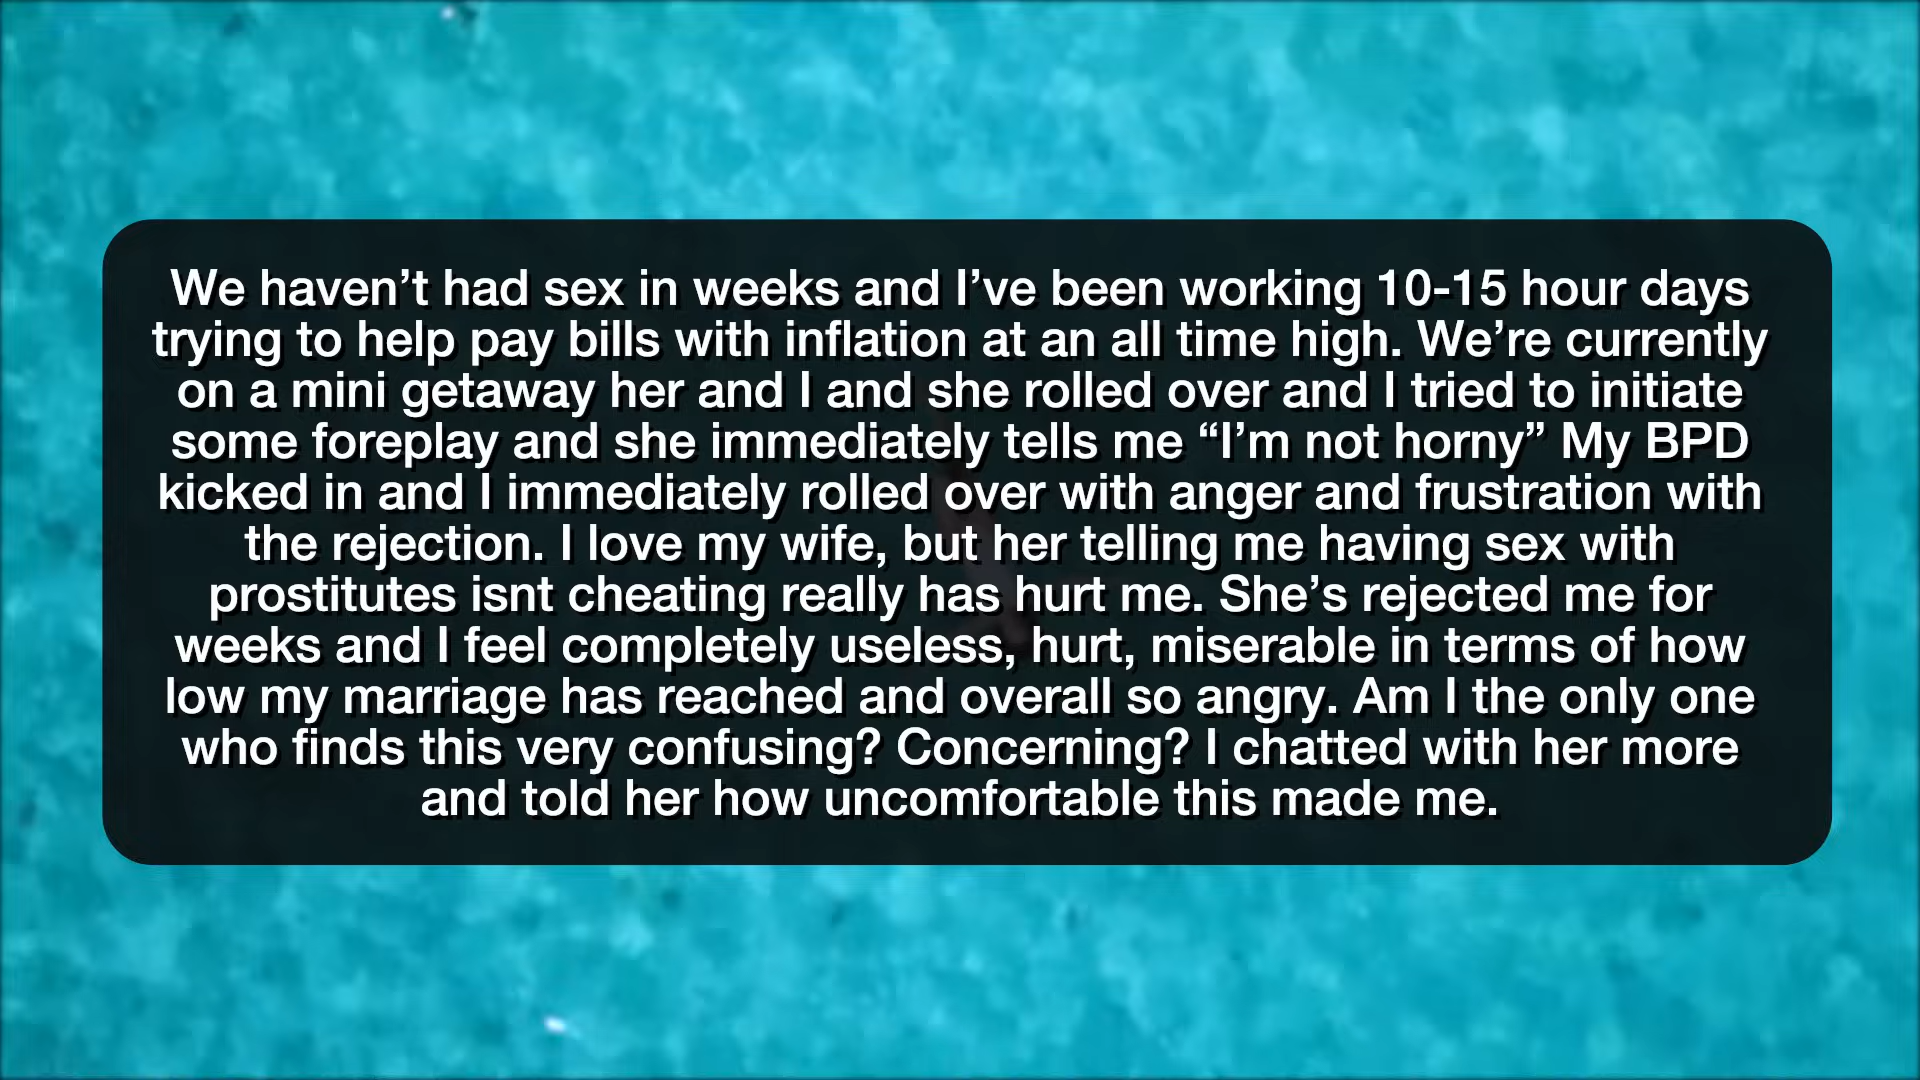 We haven’t had sex in weeks and I’ve been working 10-15 hour days
trying to help pay bills with inflation at an all time high. We’re currently
on a mini getaway her and I and she rolled over and I tried to initiate
some foreplay and she immediately tells me “I’m not horny” My BPD
kicked in and I immediately rolled over with anger and frustration with
the rejection. I love my wife, but her telling me having sex with
prostitutes isnt cheating really has hurt me. She’s rejected me for
weeks and I feel completely useless, hurt, miserable in terms of how
low my marriage has reached and overall so angry. Am I the only one
who finds this very confusing? Concerning? I chatted with her more
and told her how uncomfortable this made me.